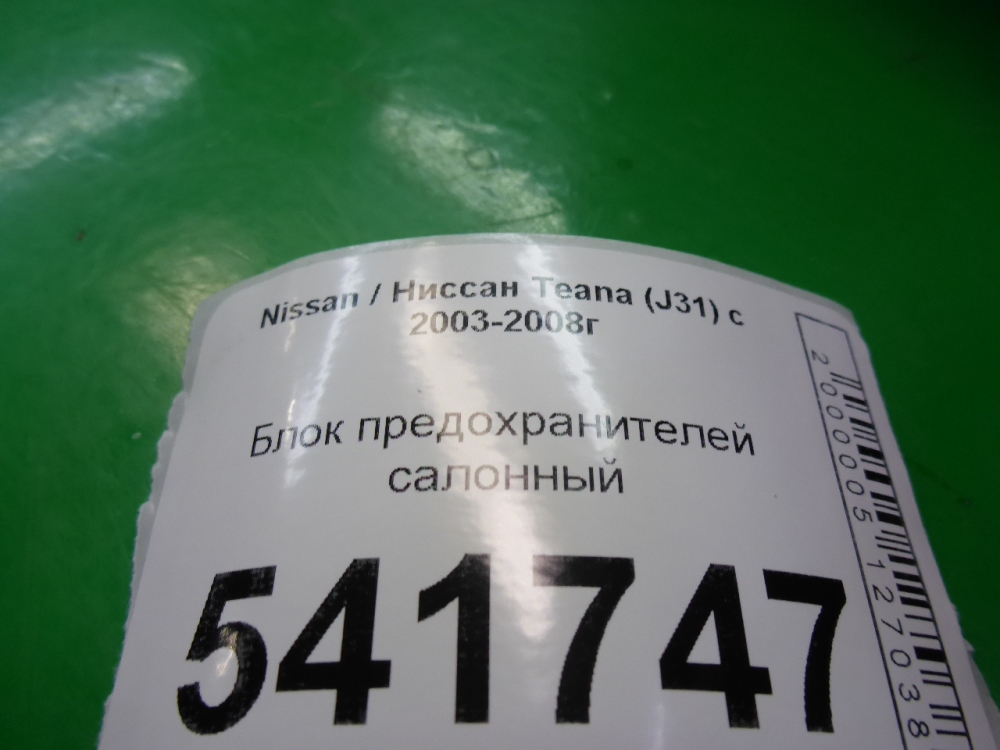 Nissan / Ниссан Teana (J31) с
2003-2008г
Блок предохранителей
салонный
541747
2000005127038